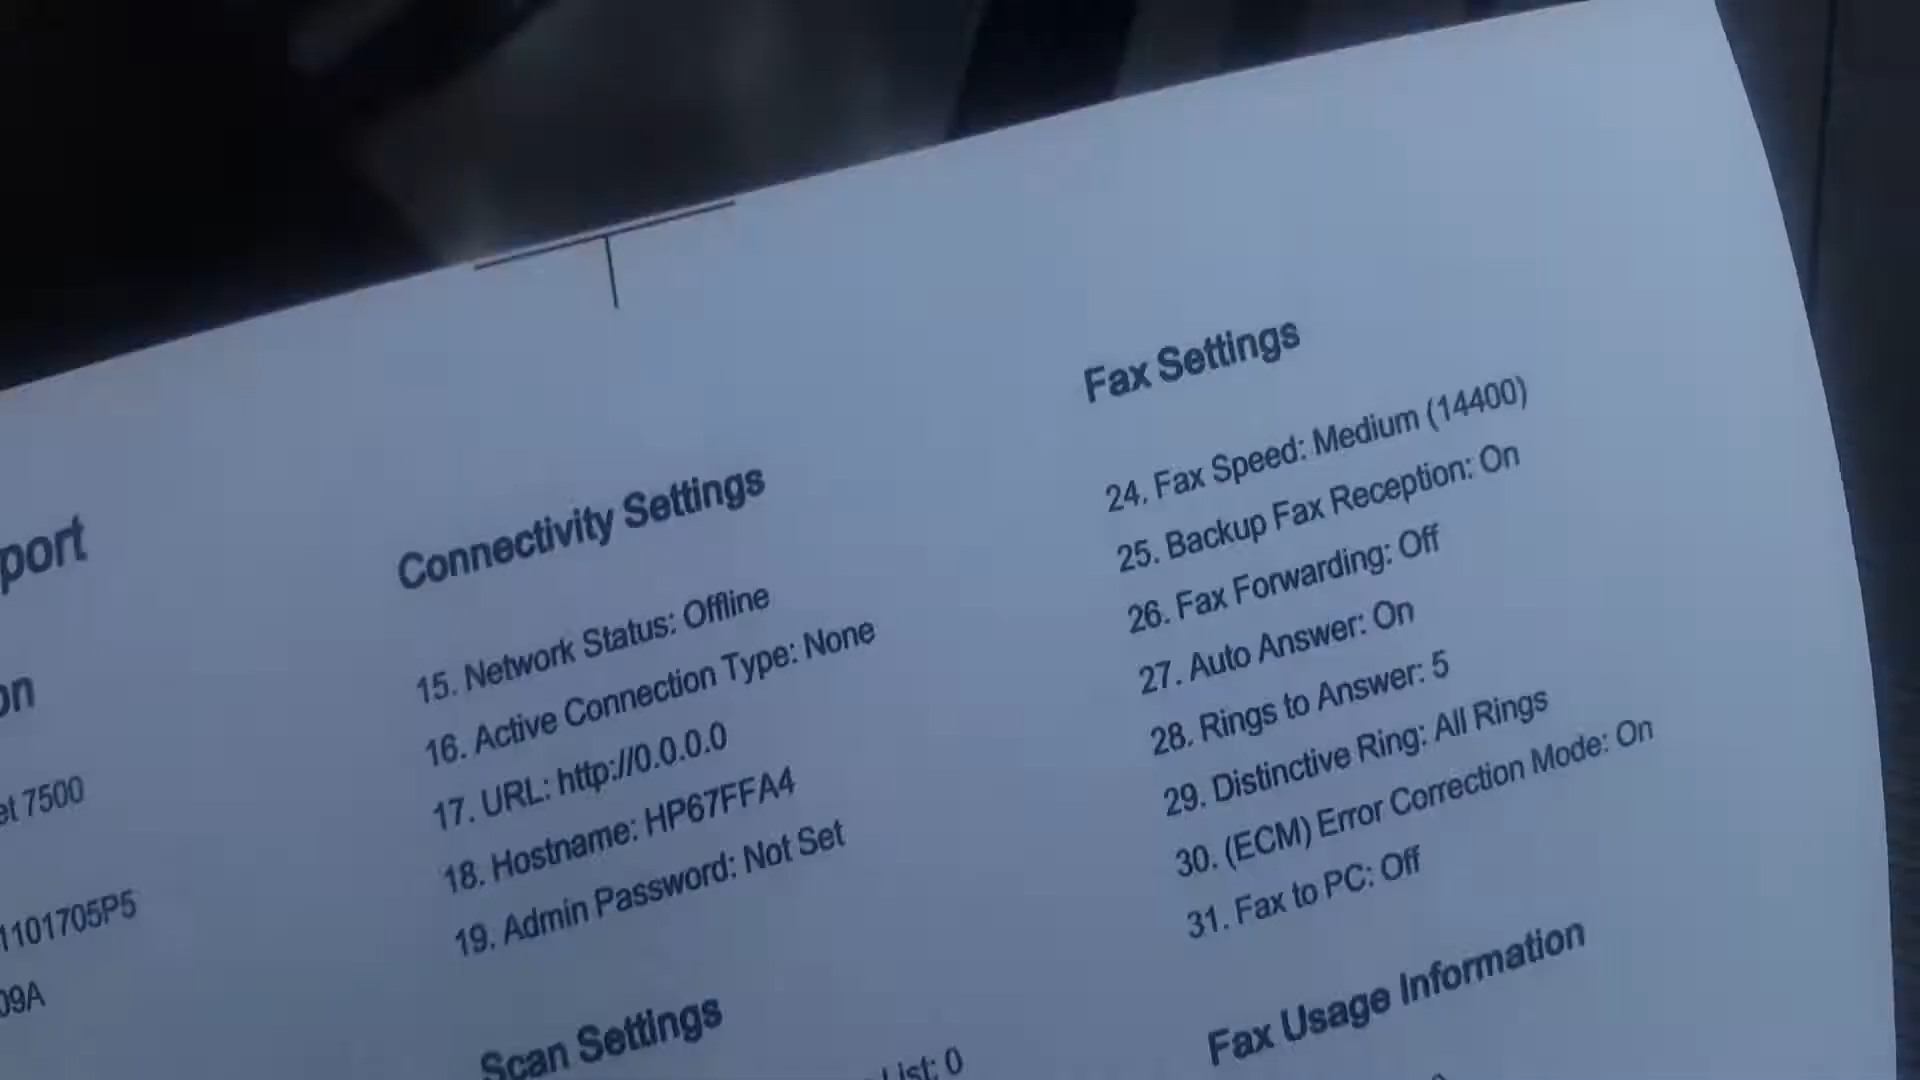 port
on
et 7500
1101705P5
09A
Connectivity Settings
15. Network Status: Offline
16. Active Connection Type: None
17. URL: http://0.0.0.0
18. Hostname: HP67FFA4
19. Admin Password: Not Set
Scan Settings
List: 0
Fax Settings
24. Fax Speed: Medium (14400)
25. Backup Fax Reception: On
26. Fax Forwarding: Off
27. Auto Answer: On
28. Rings to Answer: 5
29. Distinctive Ring: All Rings
30. (ECM) Error Correction Mode: On
31. Fax to PC: Off
Fax Usage Information